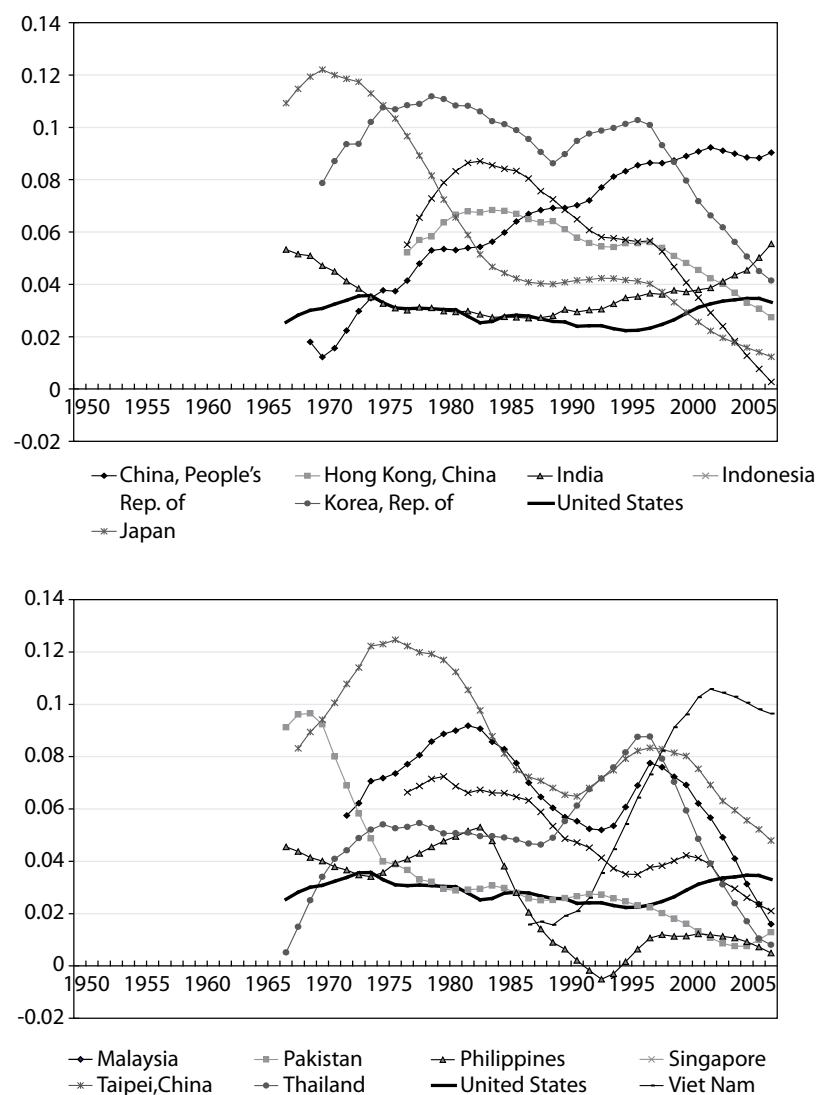 0.14
0.12
0.1
0.08
0.06
0.04
0.02
0
1950 1955 1960 1965 1970 1975 1980 1985 1990 1995 2000 2005
-0.02
China, People's Rep. of
Hong Kong, China
India
Indonesia
Korea, Rep. of
United States
Japan
0.14
0.12
0.1
0.08
0.06
0.04
0.02
0
1950 1955 1960 1965 1970 1975 1980 1985 1990 1995 2000 2005
-0.02
Malaysia Pakistan Philippines Singapore
Taipei,China Thailand United States Viet Nam